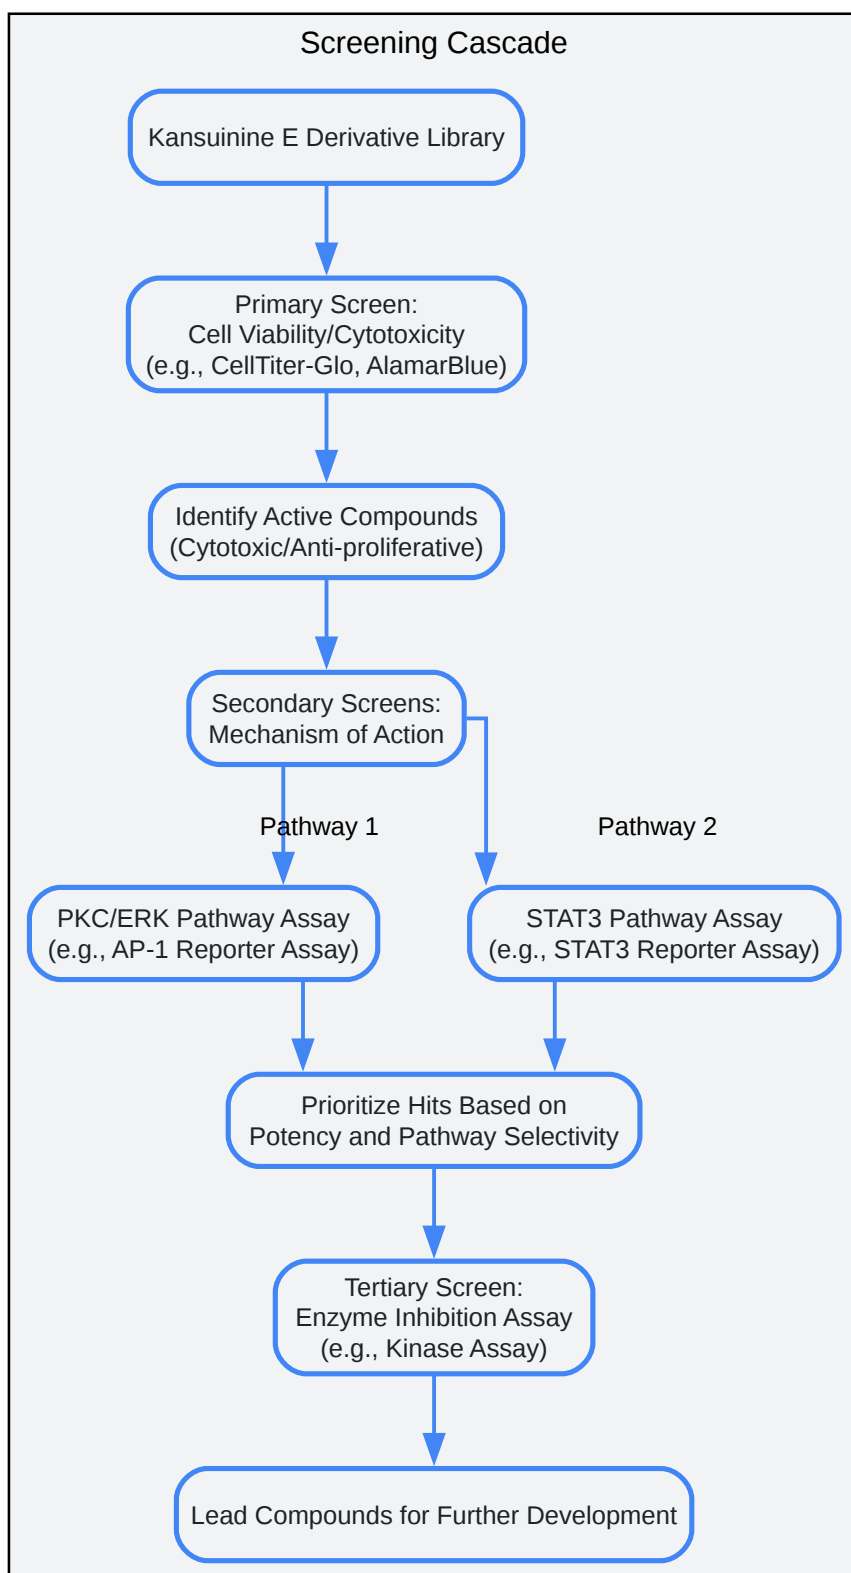 Screening Cascade
Kansuinine E Derivative Library
Primary Screen:
Cell Viability/Cytotoxicity
(e.g., CellTiter-Glo, AlamarBlue)
Identify Active Compounds
(Cytotoxic/Anti-proliferative)
Secondary Screens:
Mechanism of Action
Pathway 1
Pathway 2
PKC/ERK Pathway Assay
(e.g., AP-1 Reporter Assay)
STAT3 Pathway Assay
(e.g., STAT3 Reporter Assay)
Prioritize Hits Based on
Potency and Pathway Selectivity
Tertiary Screen:
Enzyme Inhibition Assay
(e.g., Kinase Assay)
Lead Compounds for Further Development